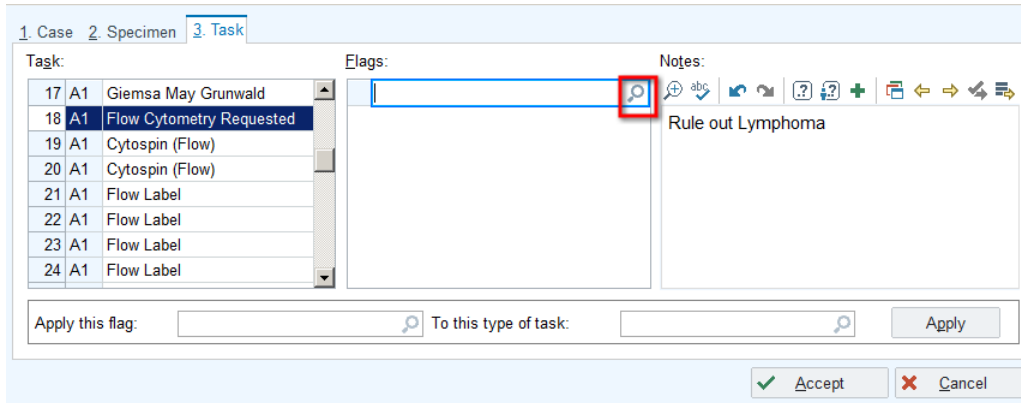 1. Case 2. Specimen 3. Task
Task: Flags: Notes:
17 A1 Giemsa May Grunwald
18 A1 Flow Cytometry Requested
Rule out Lymphoma
19 A1 Cytospin (Flow)
20 A1 Cytospin (Flow)
21 A1 Flow Label
22 A1 Flow Label
23 A1 Flow Label
24 A1 Flow Label
Apply this flag: To this type of task: Apply
Accept Cancel